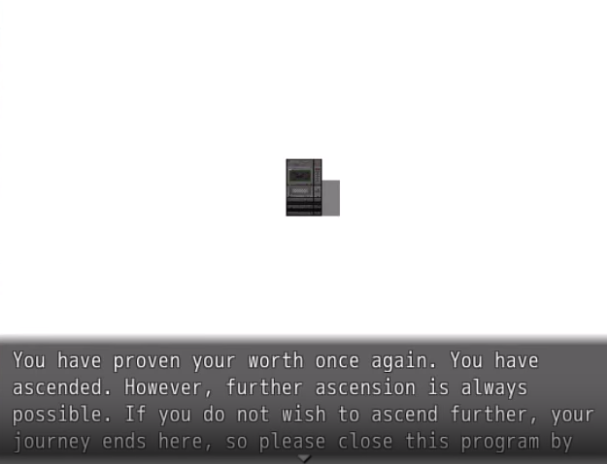 You have proven your worth once again. You have
ascended. However, further ascension is always
possible. If you do not wish to ascend further, your
journey ends here, so please close this program by